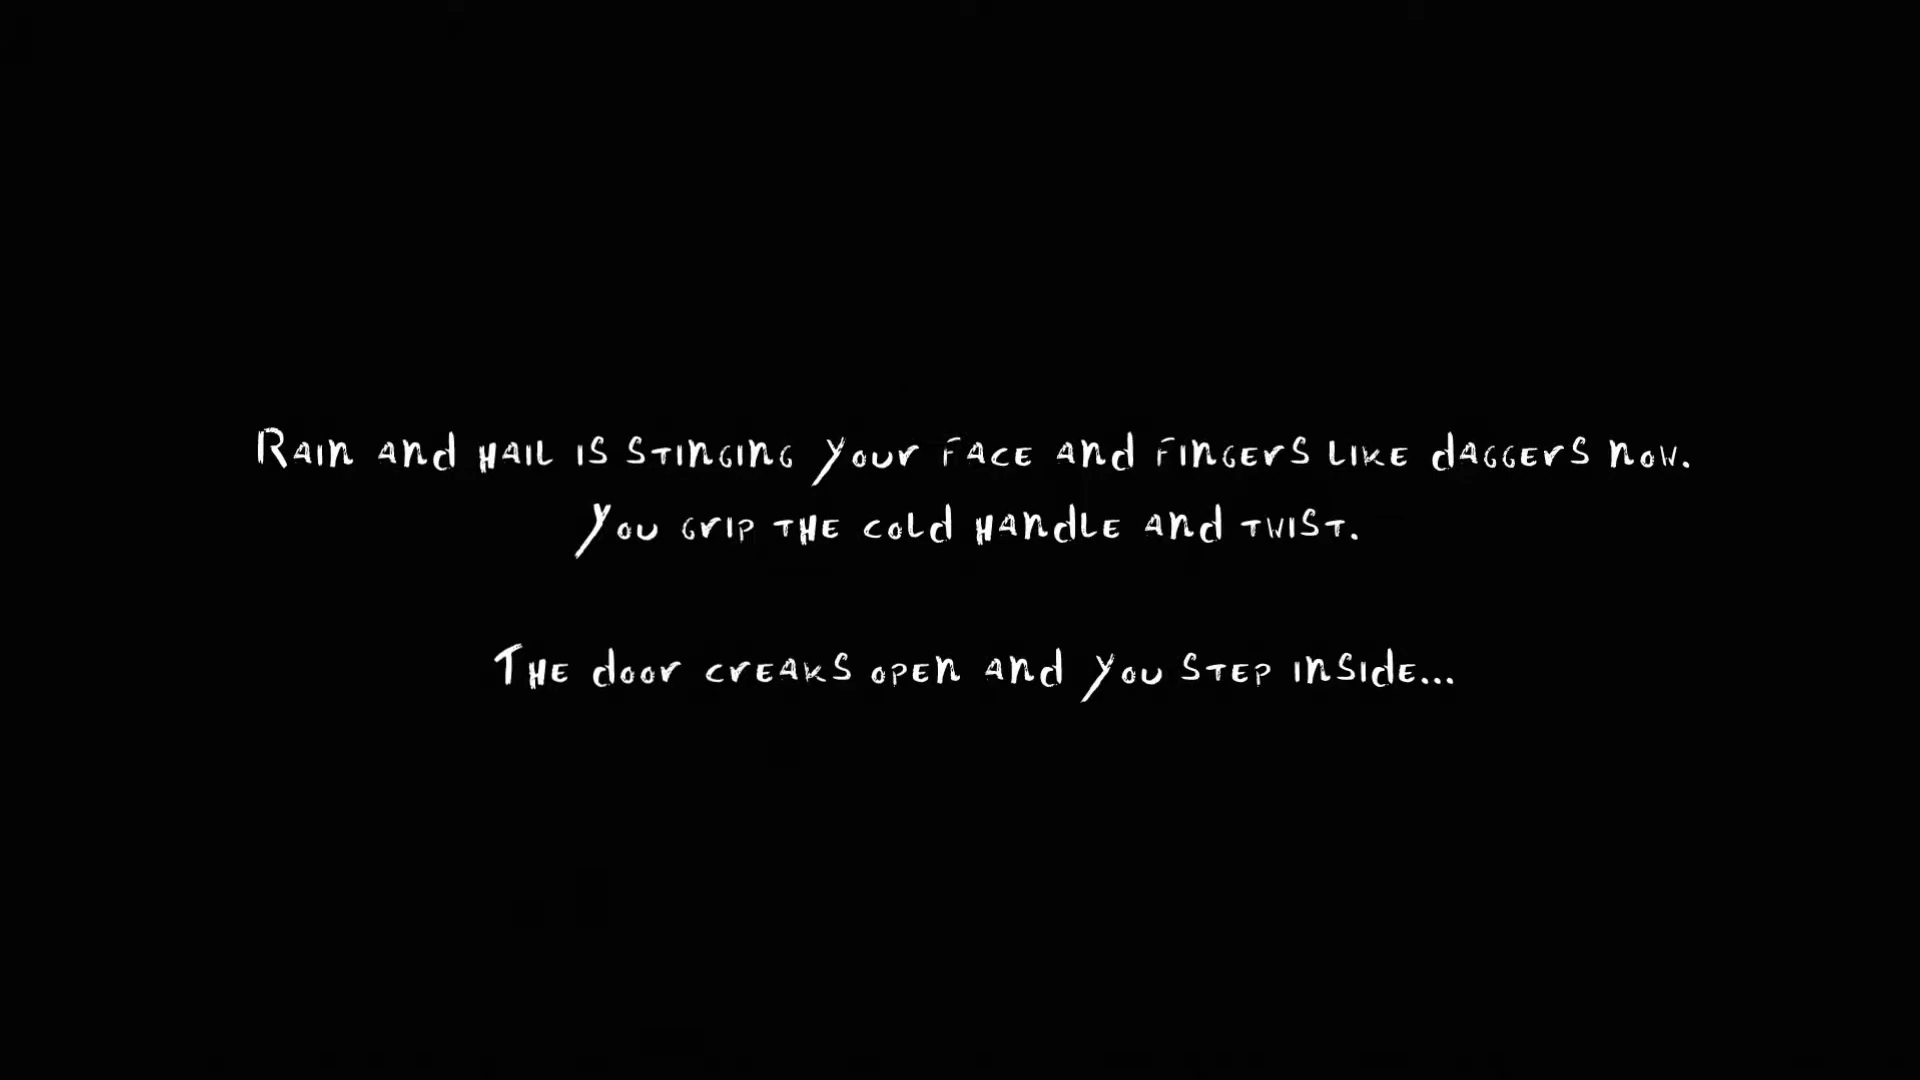 Rain and hail is stinging your face and fingers like daggers now.
You grip the cold handle and twist.
The door creaks open and you step inside...